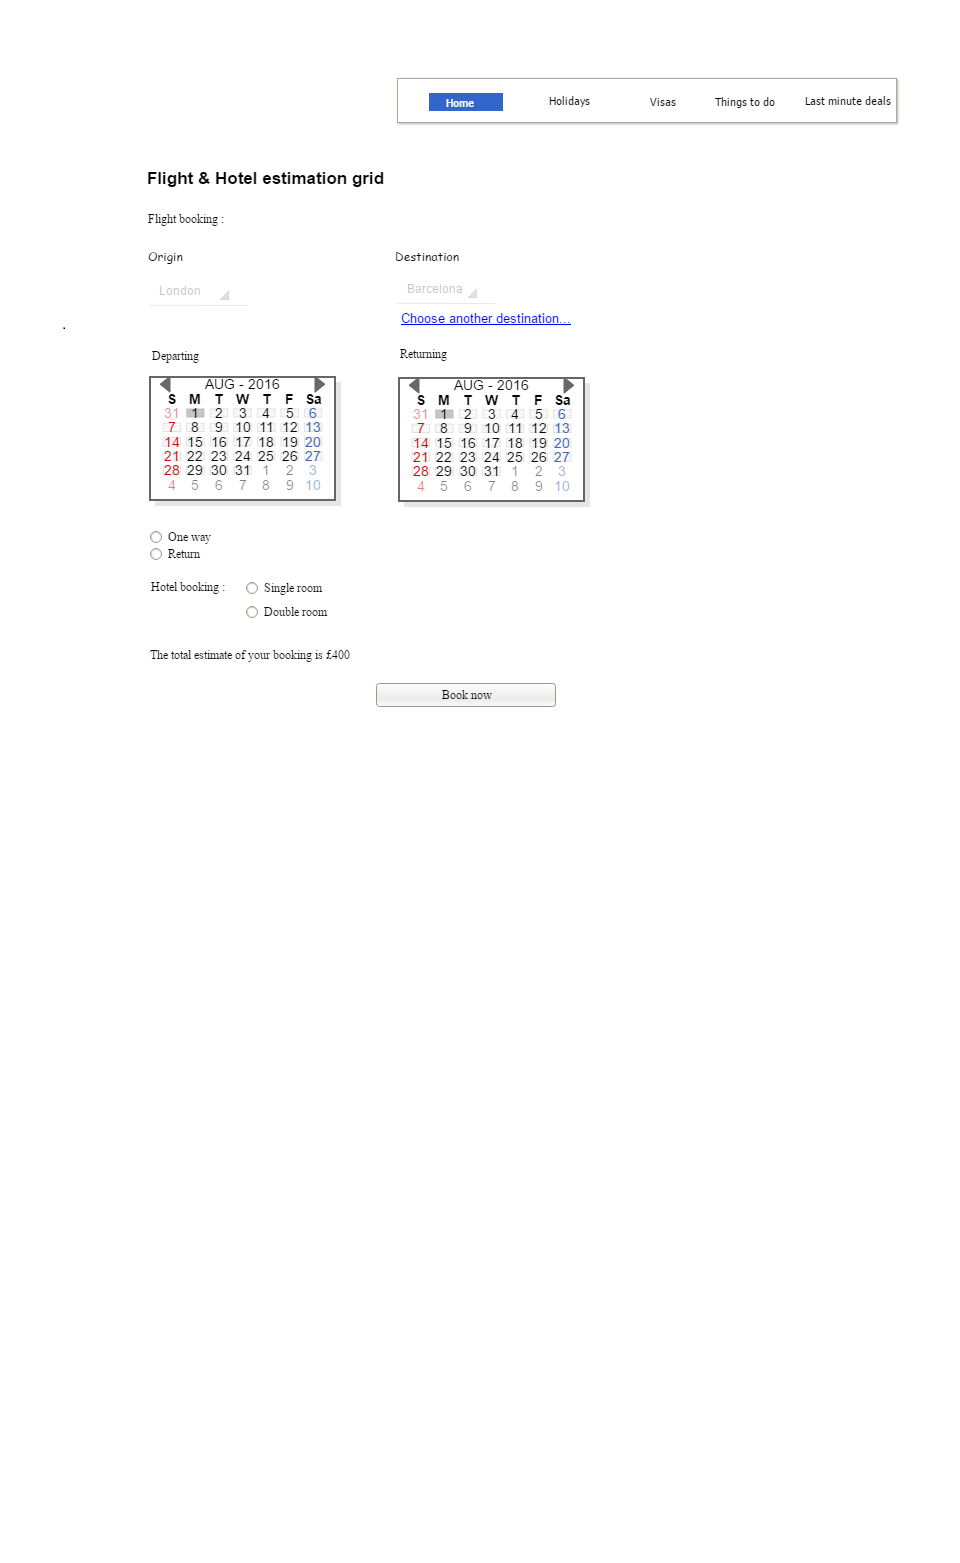 Home Holidays Visas Things to do Last minute deals
Flight & Hotel estimation grid
Flight booking :
Origin Destination
London Barcelona
Choose another destination...
Departing Returning
AUG - 2016 AUG - 2016
S M T W T F Sa S M T W T F Sa
31 1 2 3 4 5 6 31 1 2 3 4 5 6
7 8 9 10 11 12 13 7 8 9 10 11 12 13
14 15 16 17 18 19 20 14 15 16 17 18 19 20
21 22 23 24 25 26 27 21 22 23 24 25 26 27
28 29 30 31 1 2 3 28 29 30 31 1 2 3
4 5 6 7 8 9 10 4 5 6 7 8 9 10
One way
Return
Hotel booking : Single room
Double room
The total estimate of your booking is £400
Book now